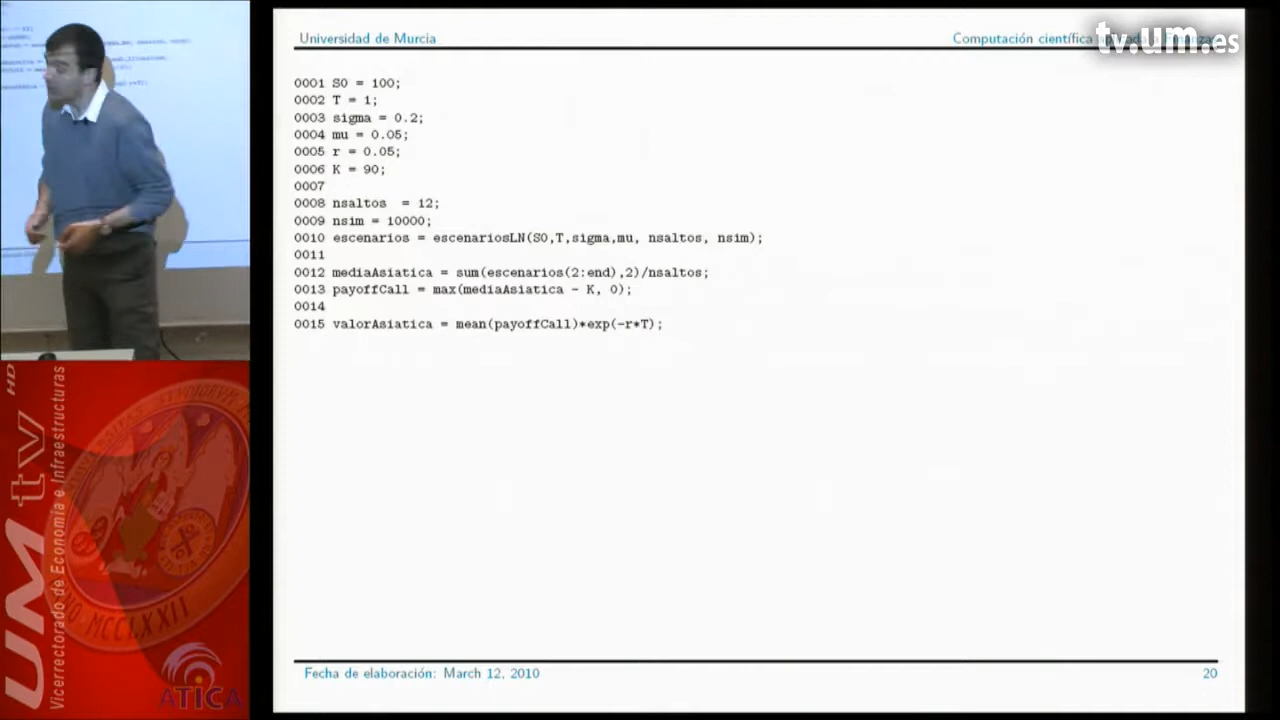 Universidad de Murcia
Computación científica
tv.um.es
0001 S0 = 100;
0002 T = 1;
0003 sigma = 0.2;
0004 mu = 0.05;
0005 r = 0.05;
0006 K = 90;
0007
0008 nsaltos = 12;
0009 nsim = 10000;
0010 escenarios = escenariosLN(S0,T,sigma,mu, nsaltos, nsim);
0011
0012 mediaAsiatica = sum(escenarios(2:end),2)/nsaltos;
0013 payoffCall = max(mediaAsiatica - K, 0);
0014
0015 valorAsiatica = mean(payoffCall)*exp(-r*T);
Fecha de elaboración: March 12, 2010
20
UMtv HD
Vicerrectorado de Economía e Infraestructuras
MCCLXXII
ATICA